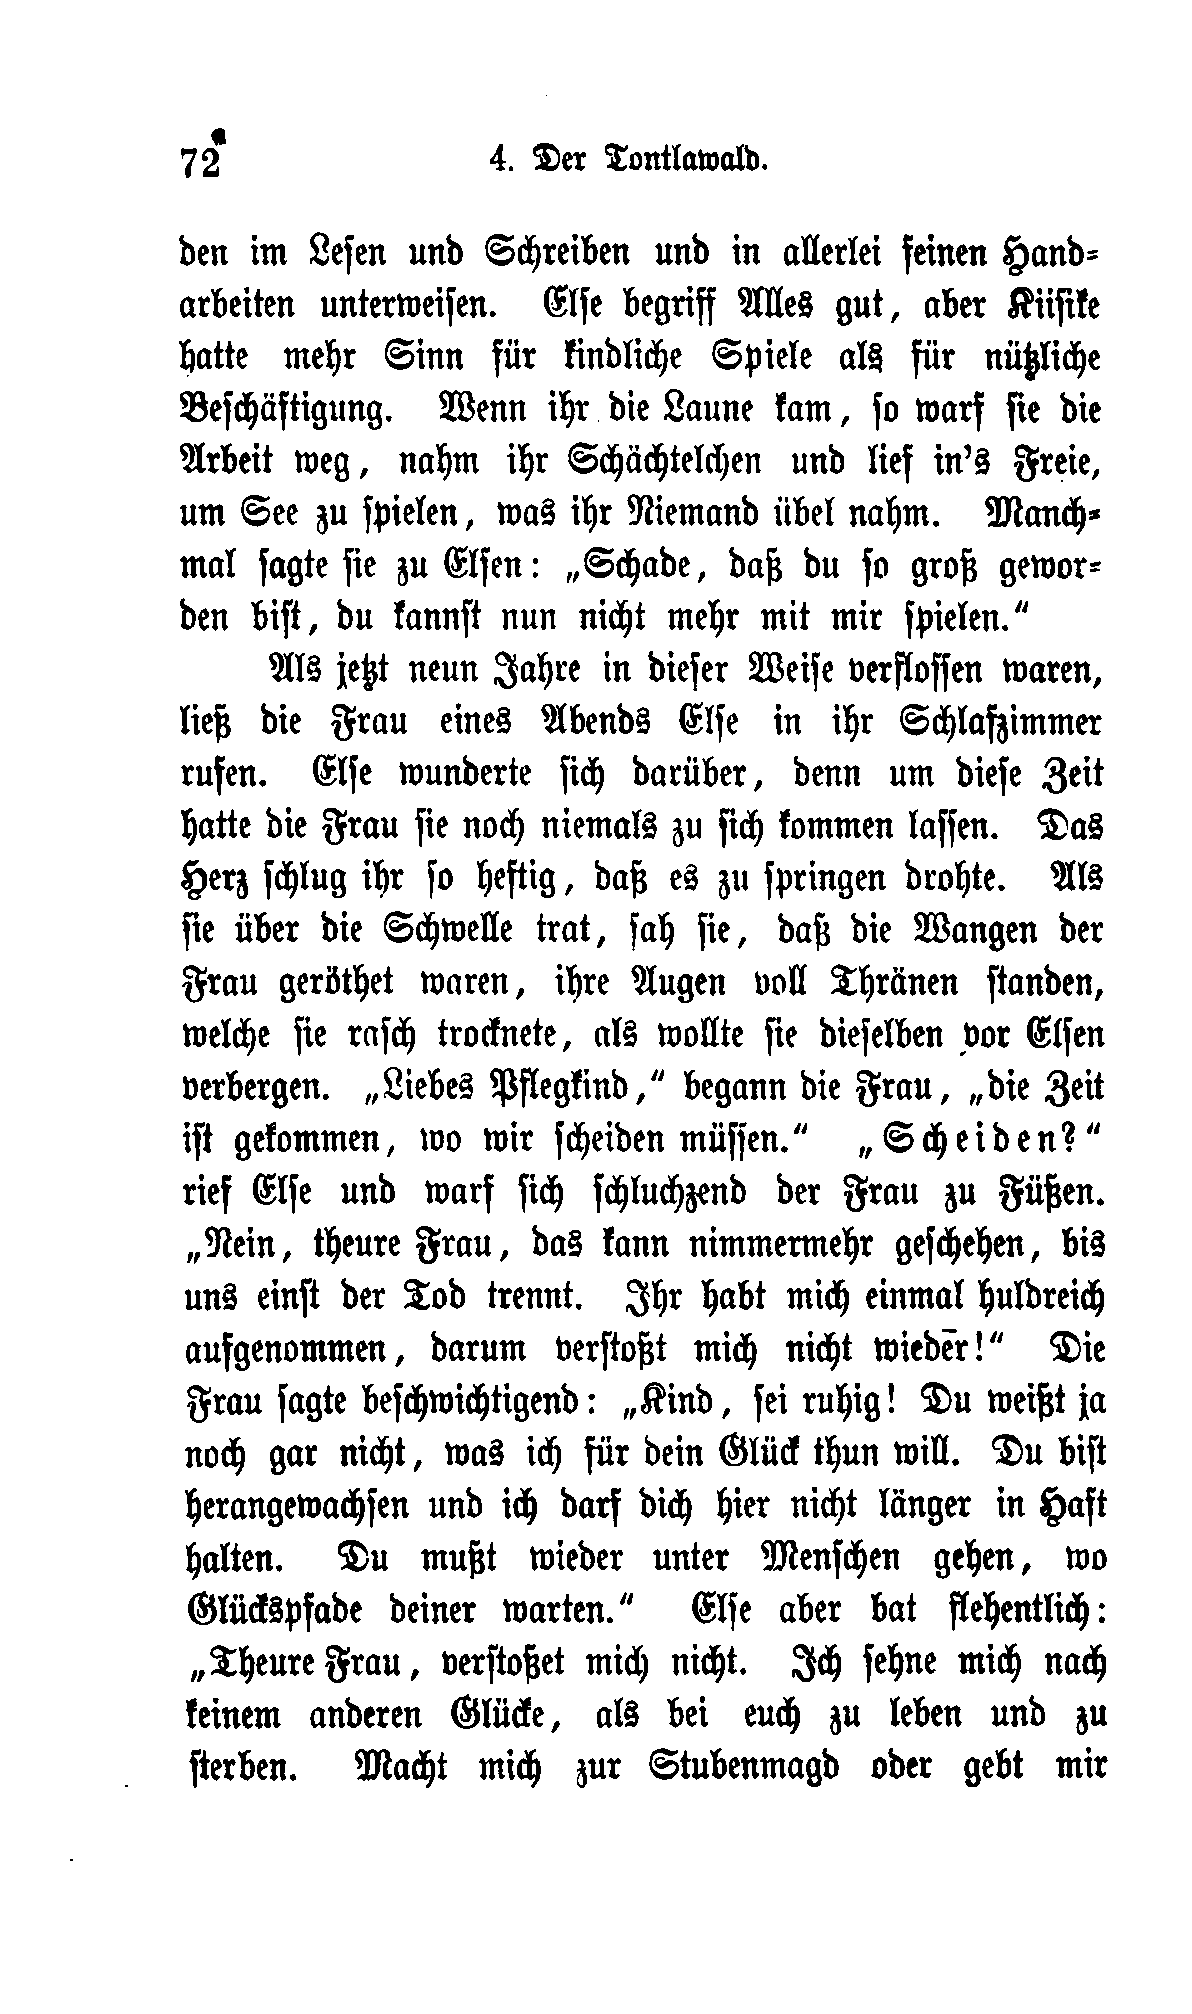 72 4. Der Tontlawald.
den im Leſen und Schreiben und in allerlei feinen Hand⸗
arbeiten unterweiſen. Elſe begriff Alles gut, aber Kiiſike
hatte mehr Sinn für kindliche Spiele als für nützliche
Beſchäftigung. Wenn ihr die Laune kam, ſo warf ſie die
Arbeit weg, nahm ihr Schächtelchen und lief in's Freie,
um See zu ſpielen, was ihr Niemand übel nahm. Manch⸗
mal ſagte ſie zu Elſen: „Schade, daß du ſo groß gewor⸗
den biſt, du kannſt nun nicht mehr mit mir ſpielen.“
Als jetzt neun Jahre in dieſer Weiſe verfloſſen waren,
ließ die Frau eines Abends Elſe in ihr Schlafzimmer
rufen. Elſe wunderte ſich darüber, denn um dieſe Zeit
hatte die Frau ſie noch niemals zu ſich kommen laſſen. Das
Herz ſchlug ihr ſo heftig, daß es zu ſpringen drohte. Als
ſie über die Schwelle trat, ſah ſie, daß die Wangen der
Frau geröthet waren, ihre Augen voll Thränen ſtanden,
welche ſie raſch trocknete, als wollte ſie dieſelben vor Elſen
verbergen. „Liebes Pflegkind,“ begann die Frau, „die Zeit
iſt gekommen, wo wir ſcheiden müſſen.“ „Scheiden?“
rief Elſe und warf ſich ſchluchzend der Frau zu Füßen.
„Nein, theure Frau, das kann nimmermehr geſchehen, bis
uns einſt der Tod trennt. Ihr habt mich einmal huldreich
aufgenommen, darum verſtoßt mich nicht wieder!“ Die
Frau ſagte beſchwichtigend: „Kind, ſei ruhig! Du weißt ja
noch gar nicht, was ich für dein Glück thun will. Du biſt
herangewachſen und ich darf dich hier nicht länger in Haft
halten. Du mußt wieder unter Menſchen gehen, wo
Glückspfade deiner warten.“ Elſe aber bat flehentlich:
„Theure Frau, verſtoßet mich nicht. Ich ſehne mich nach
keinem anderen Glücke, als bei euch zu leben und zu
ſterben. Macht mich zur Stubenmagd oder gebt mir